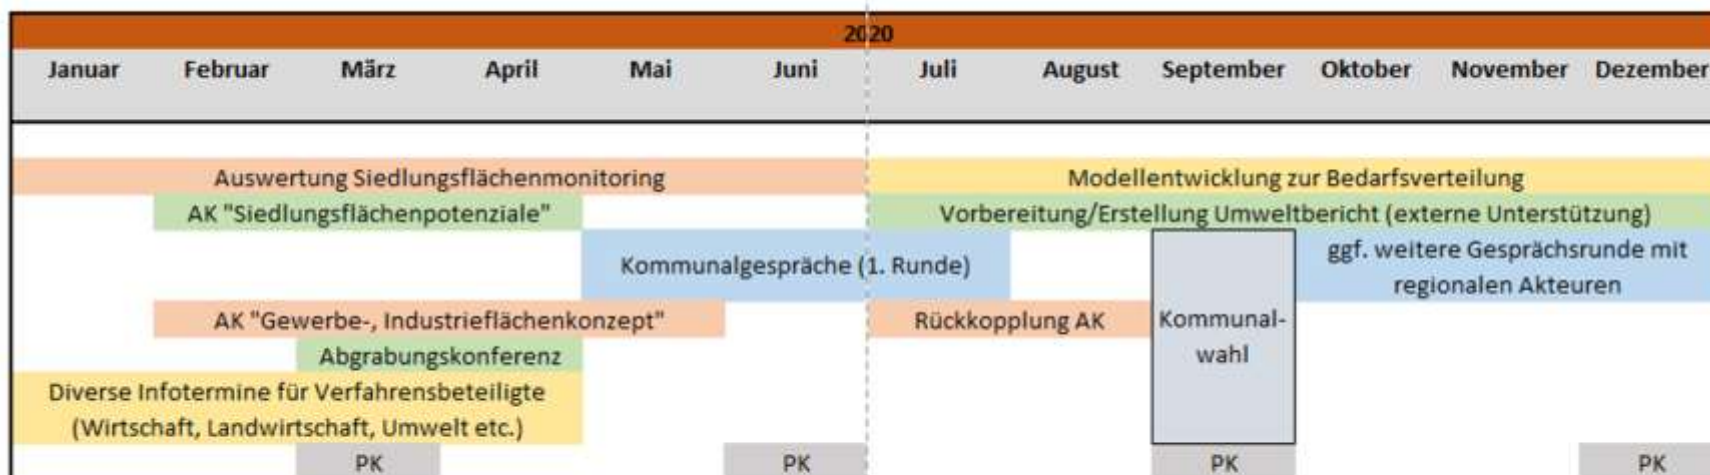 2020
Januar Februar März April Mai Juni Juli August September Oktober November Dezember
Auswertung Siedlungsflächenmonitoring Modellentwicklung zur Bedarfsverteilung
AK "Siedlungsflächenpotenziale" Vorbereitung/Erstellung Umweltbericht (externe Unterstützung)
Kommunalgespräche (1. Runde)
ggf. weitere Gesprächsrunde mit
regionalen Akteuren
AK "Gewerbe-, Industrieflächenkonzept" Rückkopplung AK
Kommunal-
wahl
Abgrabungskonferenz
Diverse Infotermine für Verfahrensbeteiligte
(Wirtschaft, Landwirtschaft, Umwelt etc.)
PK PK PK PK